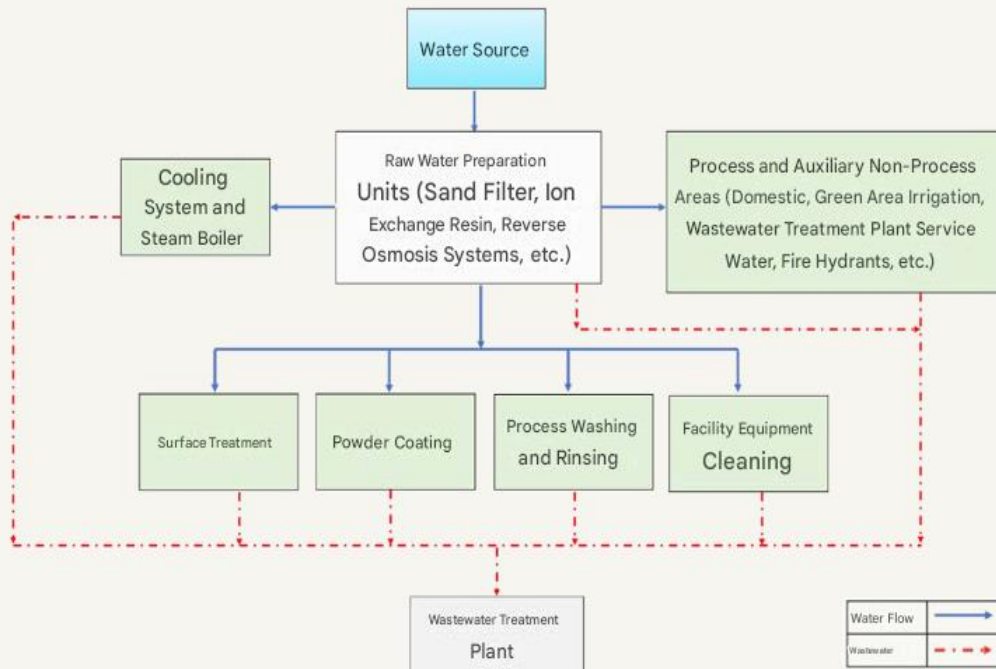 Water Source
Raw Water Preparation
Units (Sand Filter, Ion
Exchange Resin, Reverse
Osmosis Systems, etc.)
Cooling
System and
Steam Boiler
Process and Auxiliary Non-Process
Areas (Domestic, Green Area Irrigation,
Wastewater Treatment Plant Service
Water, Fire Hydrants, etc.)
Surface Treatment
Powder Coating
Process Washing
and Rinsing
Facility Equipment
Cleaning
Wastewater Treatment
Plant
Water Flow
Wastewater